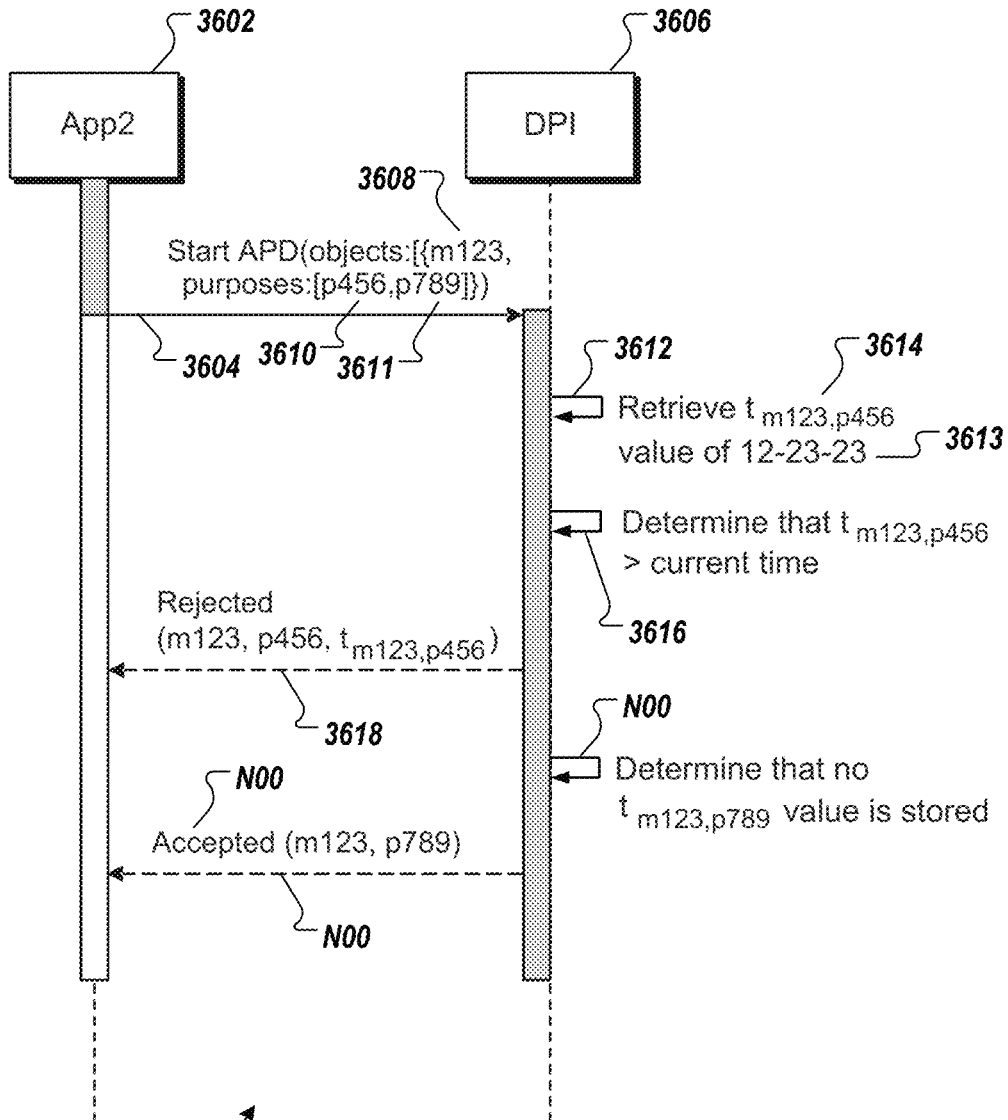 3602
3606
App2
DPI
3608
Start APD(objects:[{m123,
purposes:[p456,p789]})
3604
3610
3611
3612
3614
Retrieve t m123,p456
value of 12-23-23
3613
Determine that t m123,p456
> current time
3616
Rejected
(m123, p456, t m123,p456)
3618
N00
Determine that no
t m123,p789 value is stored
N00
Accepted (m123, p789)
N00